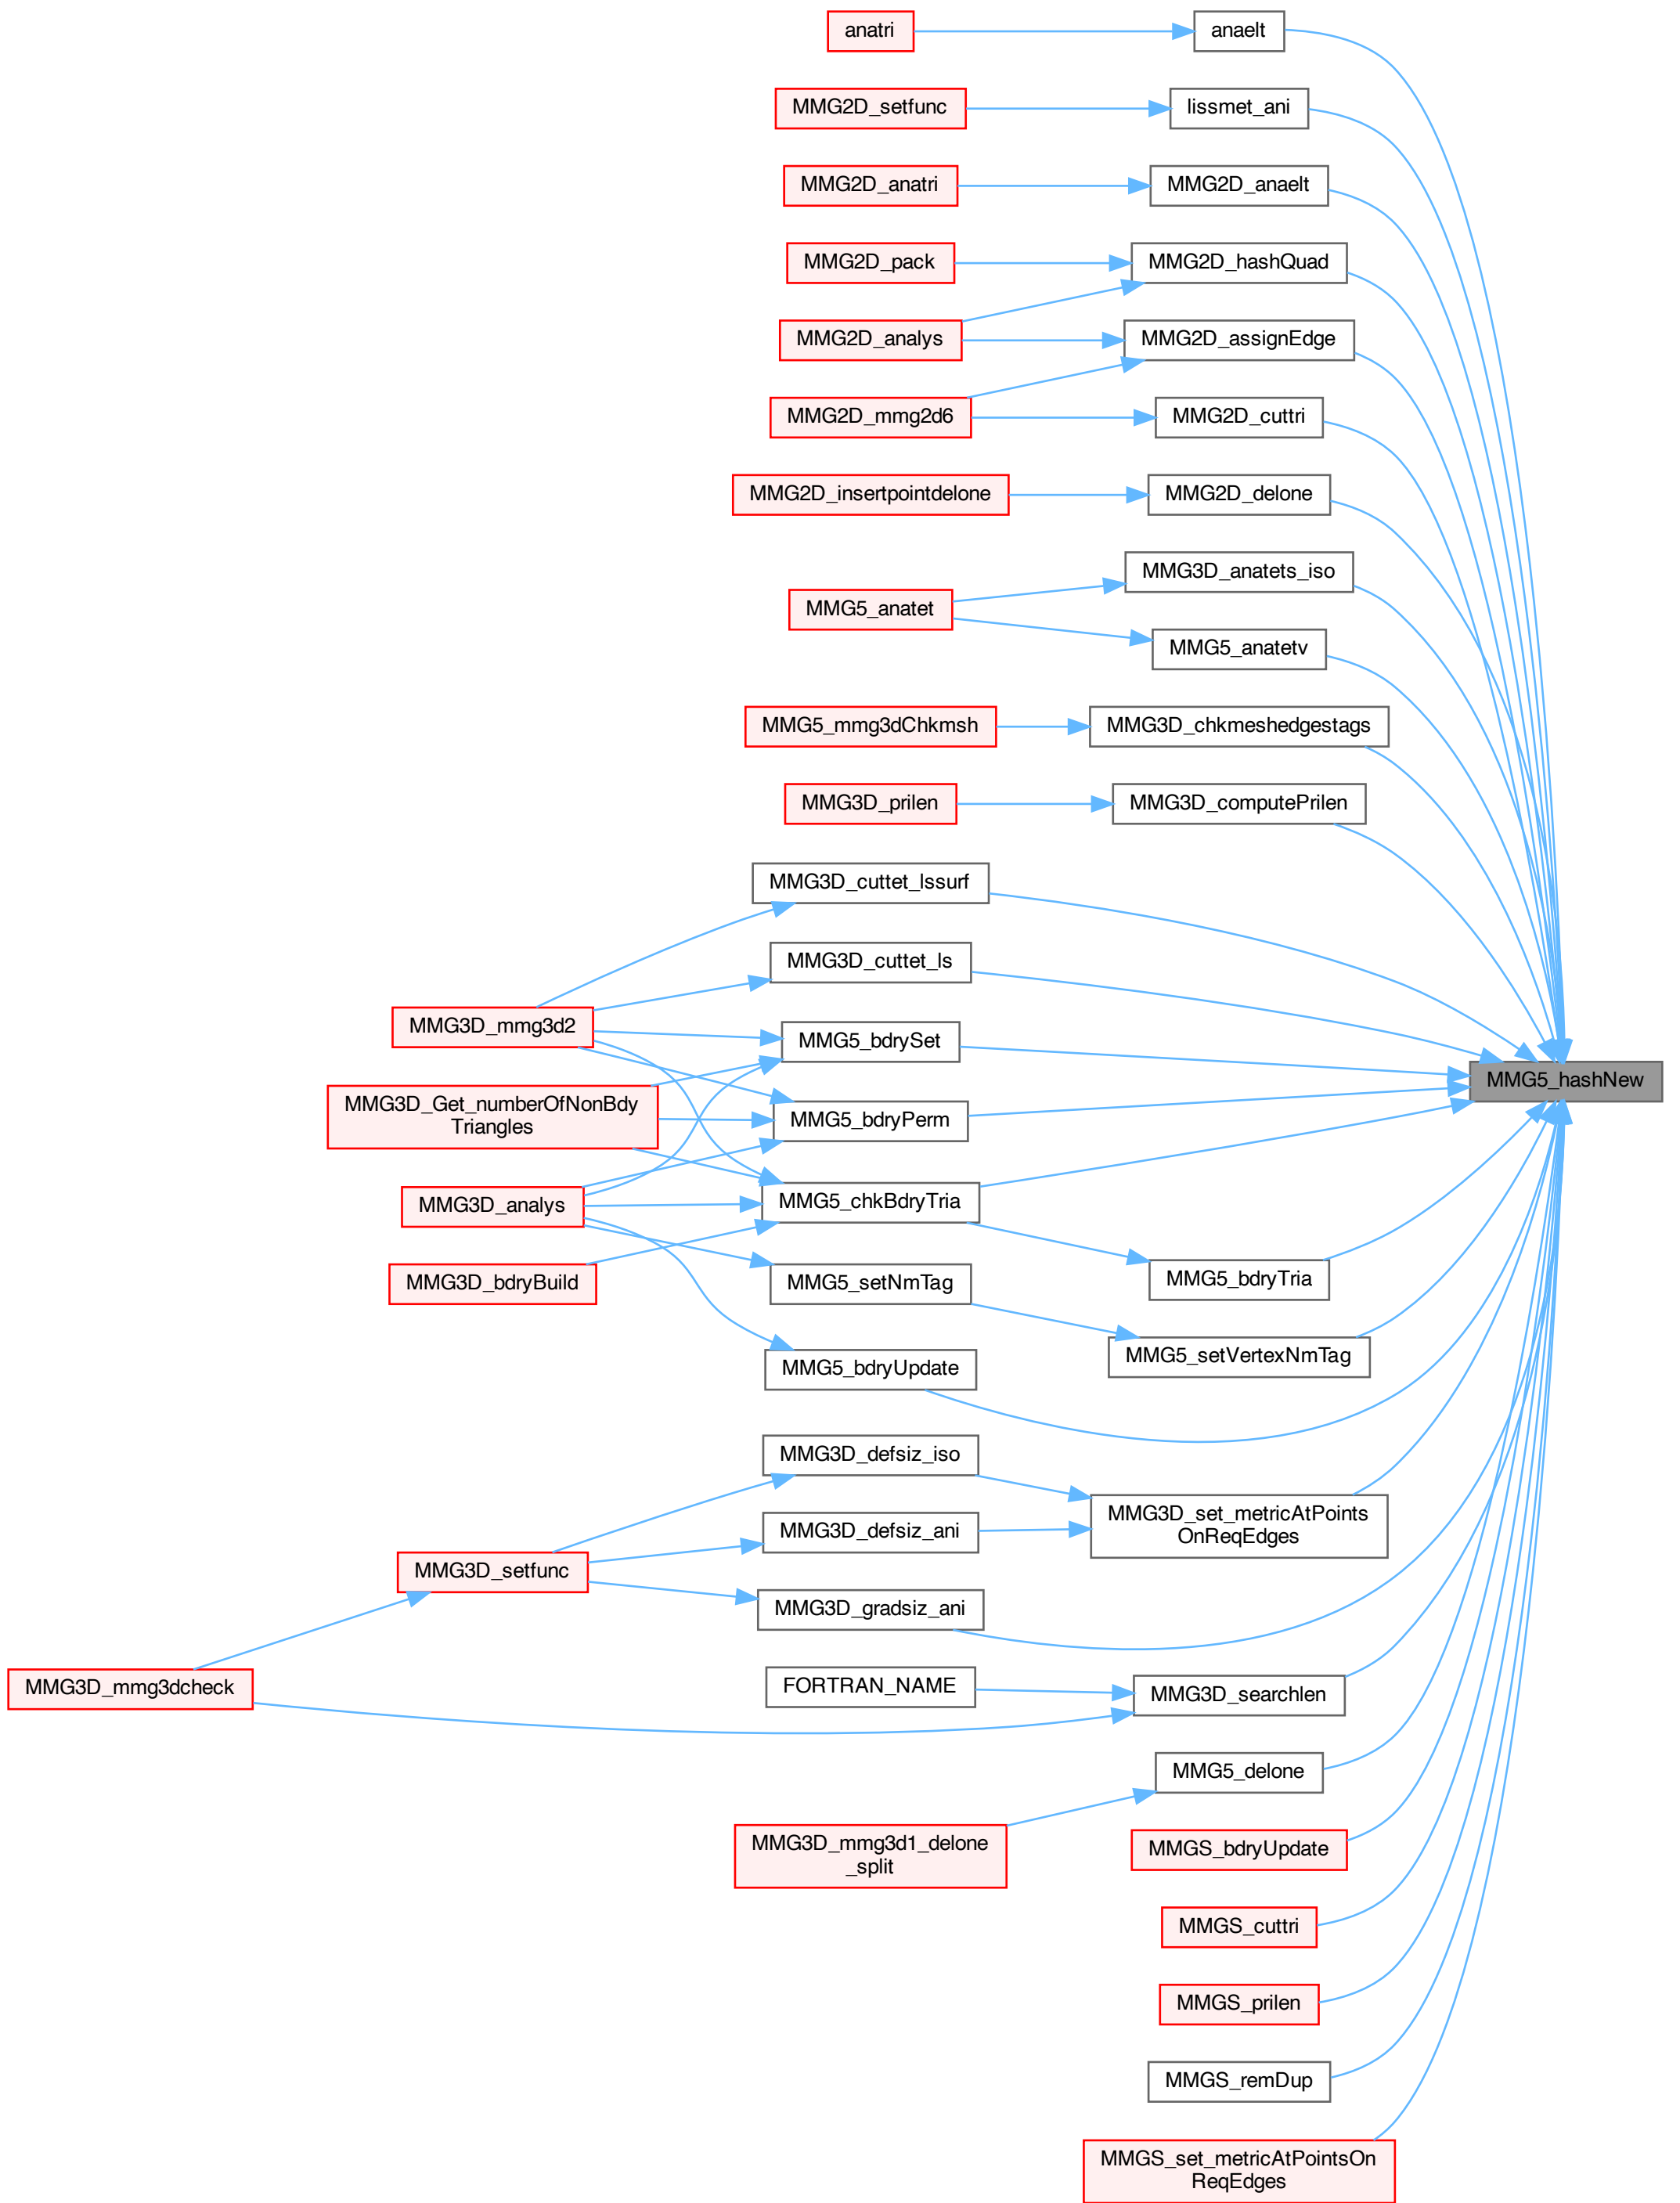 anatri
anaelt
MMG2D_setfunc
lissmet_ani
MMG2D_anatri
MMG2D_anaelt
MMG2D_pack
MMG2D_hashQuad
MMG2D_analys
MMG2D_assignEdge
MMG2D_mmg2d6
MMG2D_cuttri
MMG2D_insertpointdelone
MMG2D_delone
MMG3D_anatets_iso
MMG5_anatet
MMG5_anatetv
MMG5_mmg3dChkmsh
MMG3D_chkmeshedgestags
MMG3D_prilen
MMG3D_computePrilen
MMG3D_cuttet_lssurf
MMG3D_cuttet_ls
MMG3D_mmg3d2
MMG5_bdrySet
MMG5_hashNew
MMG3D_Get_numberOfNonBdy
Triangles
MMG5_bdryPerm
MMG3D_analys
MMG5_chkBdryTria
MMG3D_bdryBuild
MMG5_setNmTag
MMG5_bdryTria
MMG5_setVertexNmTag
MMG5_bdryUpdate
MMG3D_defsiz_iso
MMG3D_set_metricAtPoints
OnReqEdges
MMG3D_defsiz_ani
MMG3D_setfunc
MMG3D_gradsiz_ani
MMG3D_mmg3dcheck
FORTRAN_NAME
MMG3D_searchlen
MMG5_delone
MMG3D_mmg3d1_delone
_split
MMGS_bdryUpdate
MMGS_cuttri
MMGS_prilen
MMGS_remDup
MMGS_set_metricAtPointsOn
ReqEdges